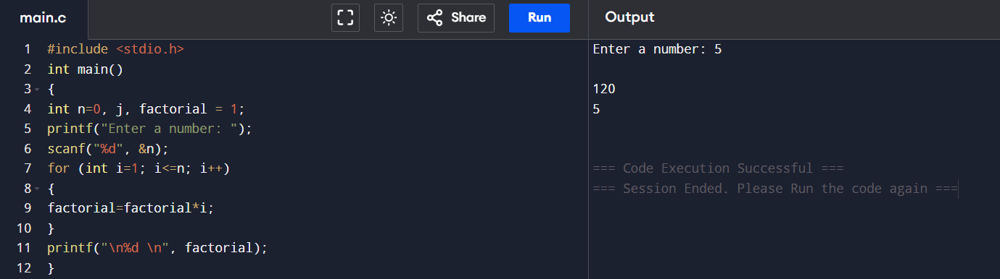 main.c
Share
Run
Output
1 #include <stdio.h>
2 int main()
3 {
4 int n=0, j, factorial = 1;
5 printf("Enter a number: ");
6 scanf("%d", &n);
7 for (int i=1; i<=n; i++)
8 {
9 factorial=factorial*i;
10 }
11 printf("\n%d \n", factorial);
12 }
Enter a number: 5
120
5
=== Code Execution Successful ===
=== Session Ended. Please Run the code again ===